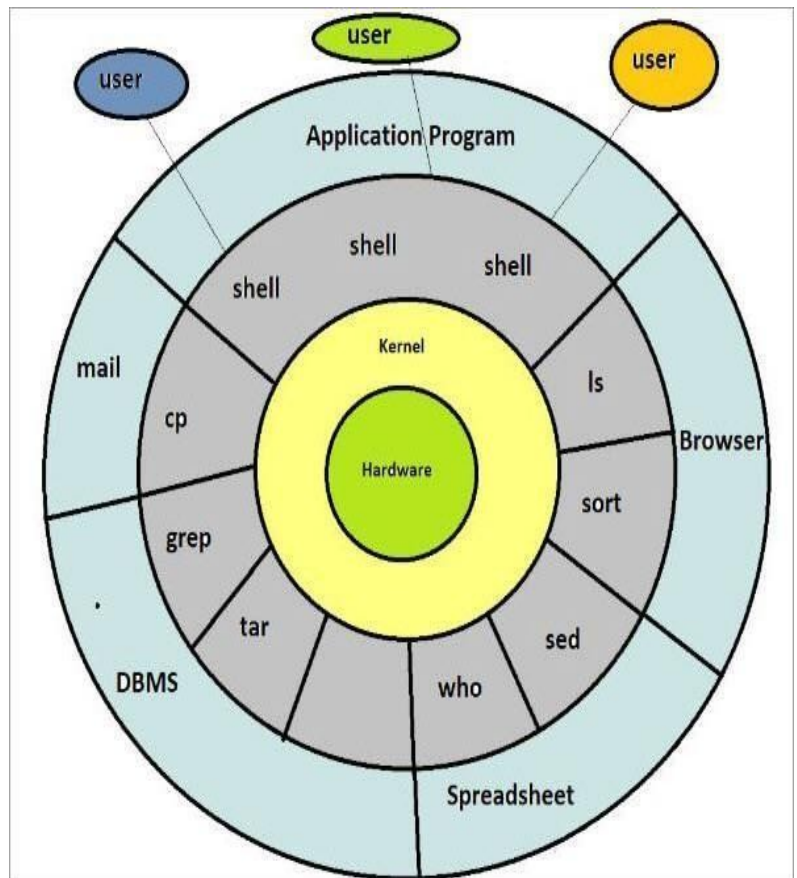 user
user
user
Application Program
shell
shell
shell
Kernel
mail
ls
cp
Browser
Hardware
sort
grep
tar
sed
DBMS
who
Spreadsheet